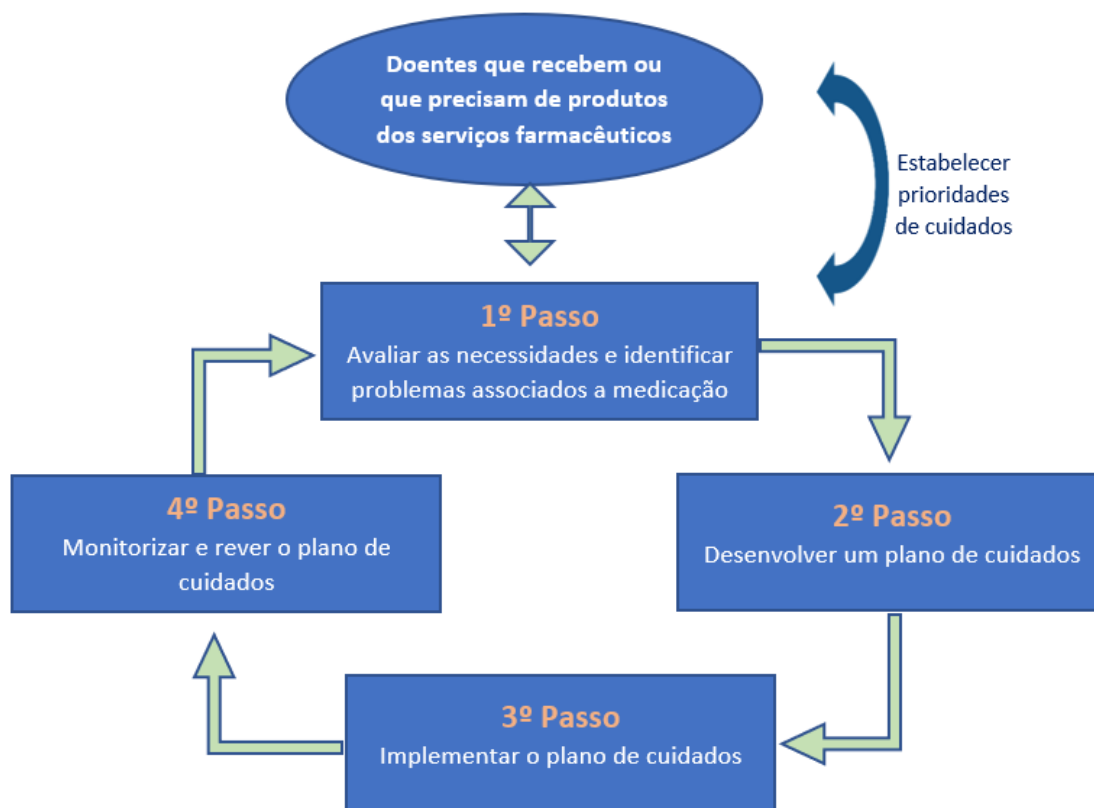 Doentes que recebem ou
que precisam de produtos
dos serviços farmacêuticos
Estabelecer
prioridades
de cuidados
1º Passo
Avaliar as necessidades e identificar
problemas associados a medicação
2º Passo
Desenvolver um plano de cuidados
3º Passo
Implementar o plano de cuidados
4º Passo
Monitorizar e rever o plano de
cuidados